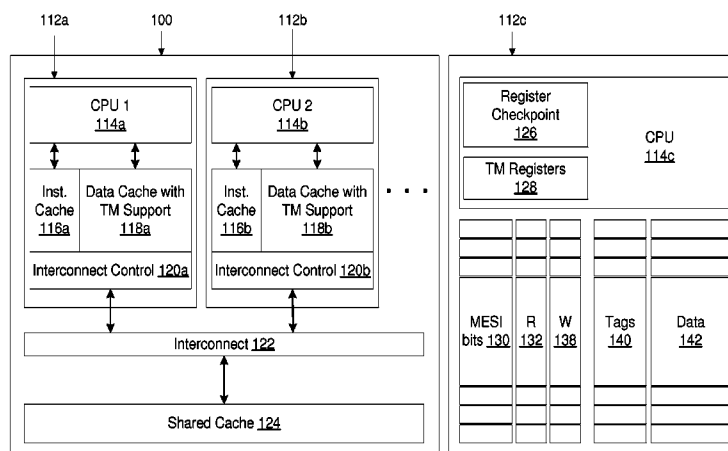 112a 100 112b 112c
CPU 1
114a
CPU 2
114b
Inst.
Cache
116a
Data Cache with
TM Support
118a
Inst.
Cache
116b
Data Cache with
TM Support
118b
Interconnect Control 120a
Interconnect Control 120b
. . .
Interconnect 122
Shared Cache 124
Register
Checkpoint
126
TM Registers
128
CPU
114c
MESI
bits 130
R
132
W
138
Tags
140
Data
142